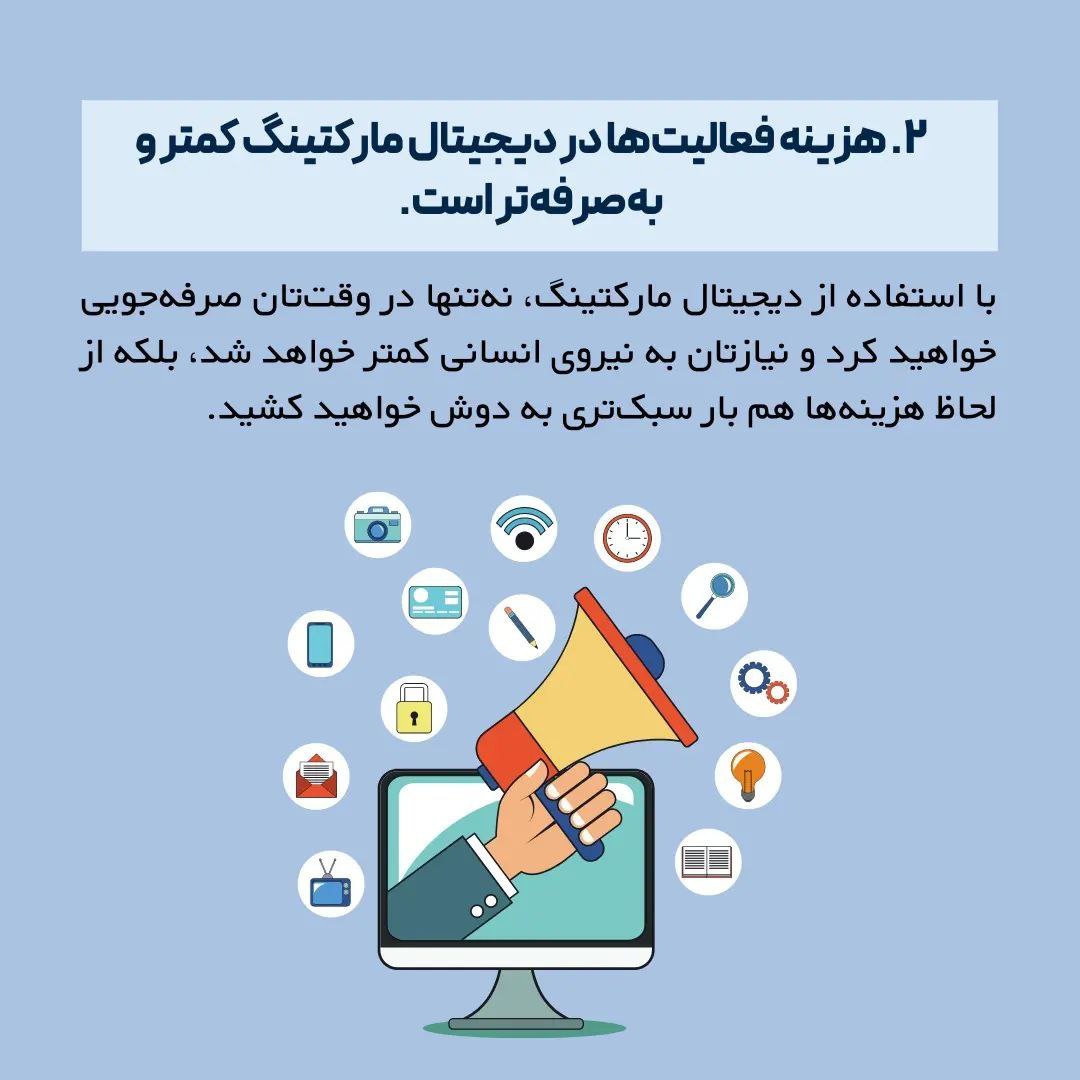 ۲. هزینه فعالیت‌ها در دیجیتال مارکتینگ کمتر و
به‌صرفه‌تر است.
با استفاده از دیجیتال مارکتینگ، نه‌تنها در وقت‌تان صرفه‌جویی
خواهید کرد و نیازتان به نیروی انسانی کمتر خواهد شد، بلکه از
لحاظ هزینه‌ها هم بار سبک‌تری به دوش خواهید کشید.